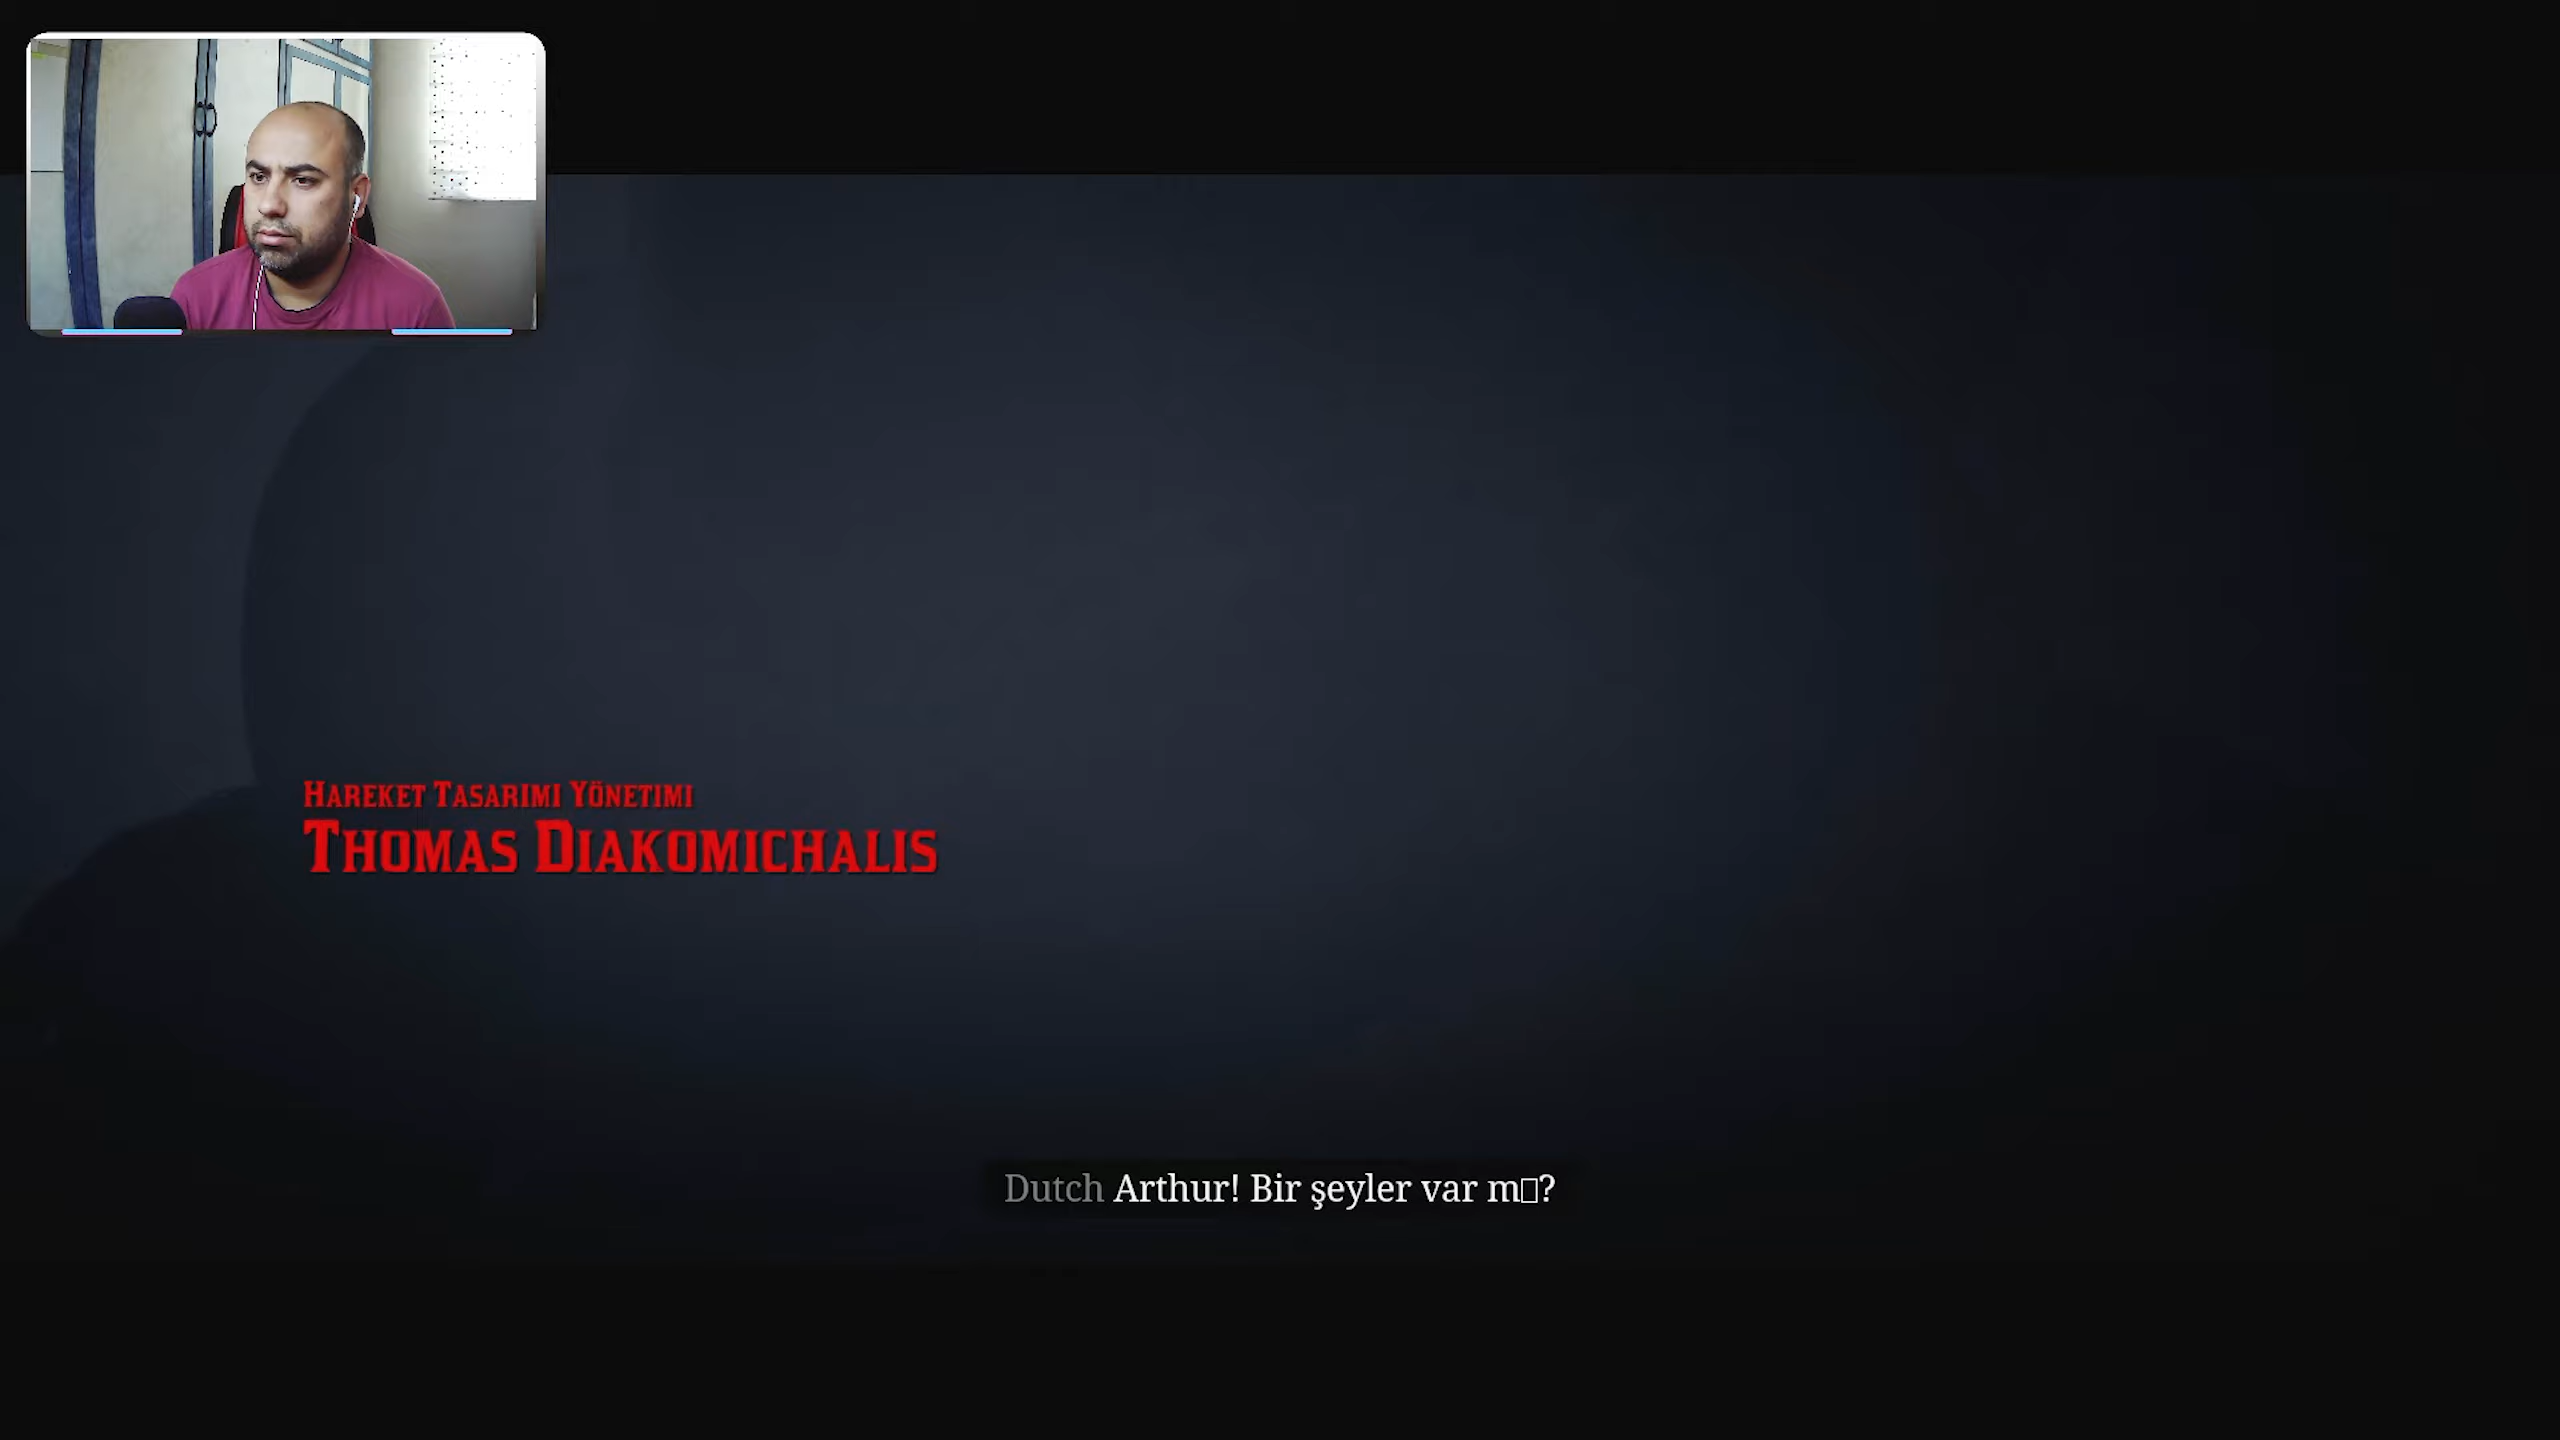 Hareket Tasarımı Yönetimi
Thomas Diakomichalis
Dutch Arthur! Bir şeyler var m□?